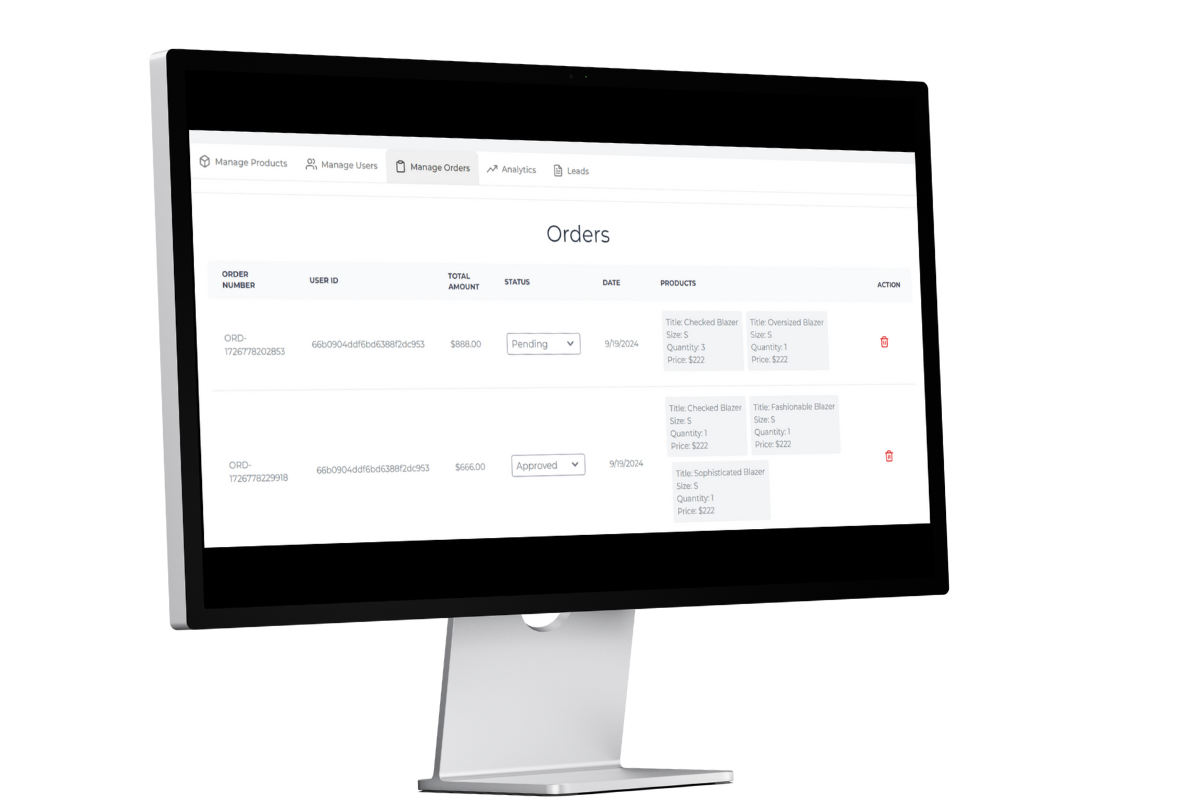 Manage Products Manage Users Manage Orders Analytics Leads
Orders
ORDER NUMBER USER ID TOTAL AMOUNT STATUS DATE PRODUCTS ACTION
ORD-
1726778202853
66b0904ddf6bd6388f2dc953
$888.00
Pending
9/19/2024
Title: Checked Blazer
Size: S
Quantity: 3
Price: $222
Title: Oversized Blazer
Size: S
Quantity: 1
Price: $222
ORD-
1726778229918
66b0904ddf6bd6388f2dc953
$666.00
Approved
9/19/2024
Title: Checked Blazer
Size: S
Quantity: 1
Price: $222
Title: Fashionable Blazer
Size: S
Quantity: 1
Price: $222
Title: Sophisticated Blazer
Size: S
Quantity: 1
Price: $222